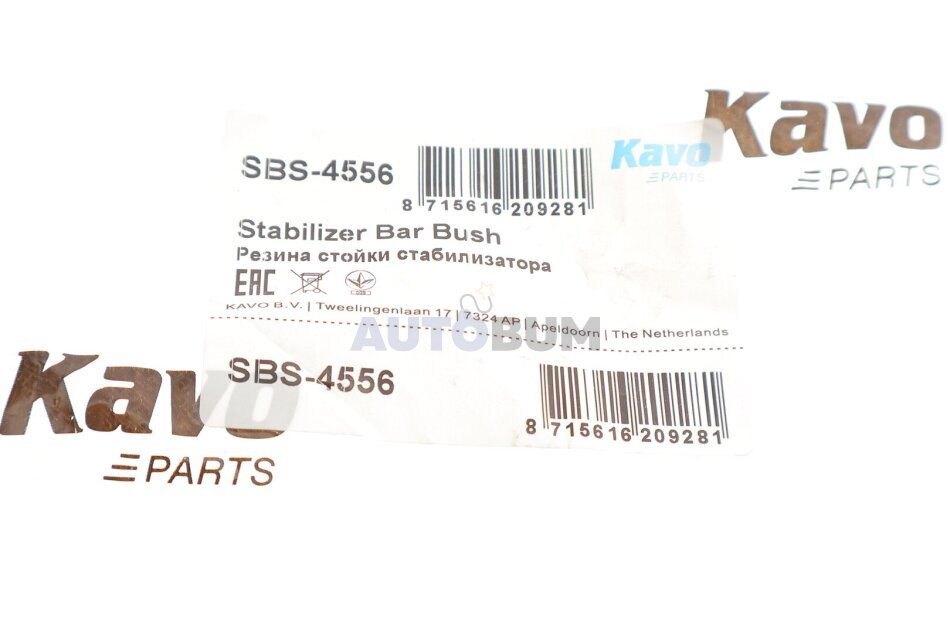 Kavo
PARTS
Kavo
PARTS
SBS-4556
8 715616 209281
Stabilizer Bar Bush
Резина стойки стабилизатора
EAC
KAVO B.V. | Tweelingenlaan 17 | 7324 AP | Apeldoorn | The Netherlands
AUTOBUM
SBS-4556
8 715616 209281
Kavo
PARTS